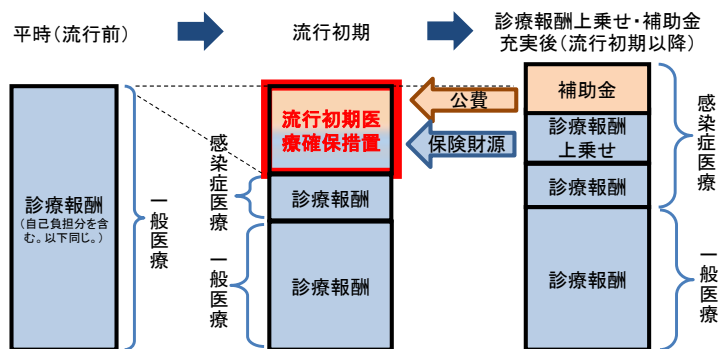 平時(流行前)
流行初期
診療報酬上乗せ・補助金
充実後(流行初期以降)
診療報酬
(自己負担分を含
む。以下同じ。)
一般医療
流行初期医
療確保措置
感染症医療
診療報酬
一般医療
診療報酬
公費
保険財源
補助金
診療報酬
上乗せ
診療報酬
感染症医療
診療報酬
一般医療